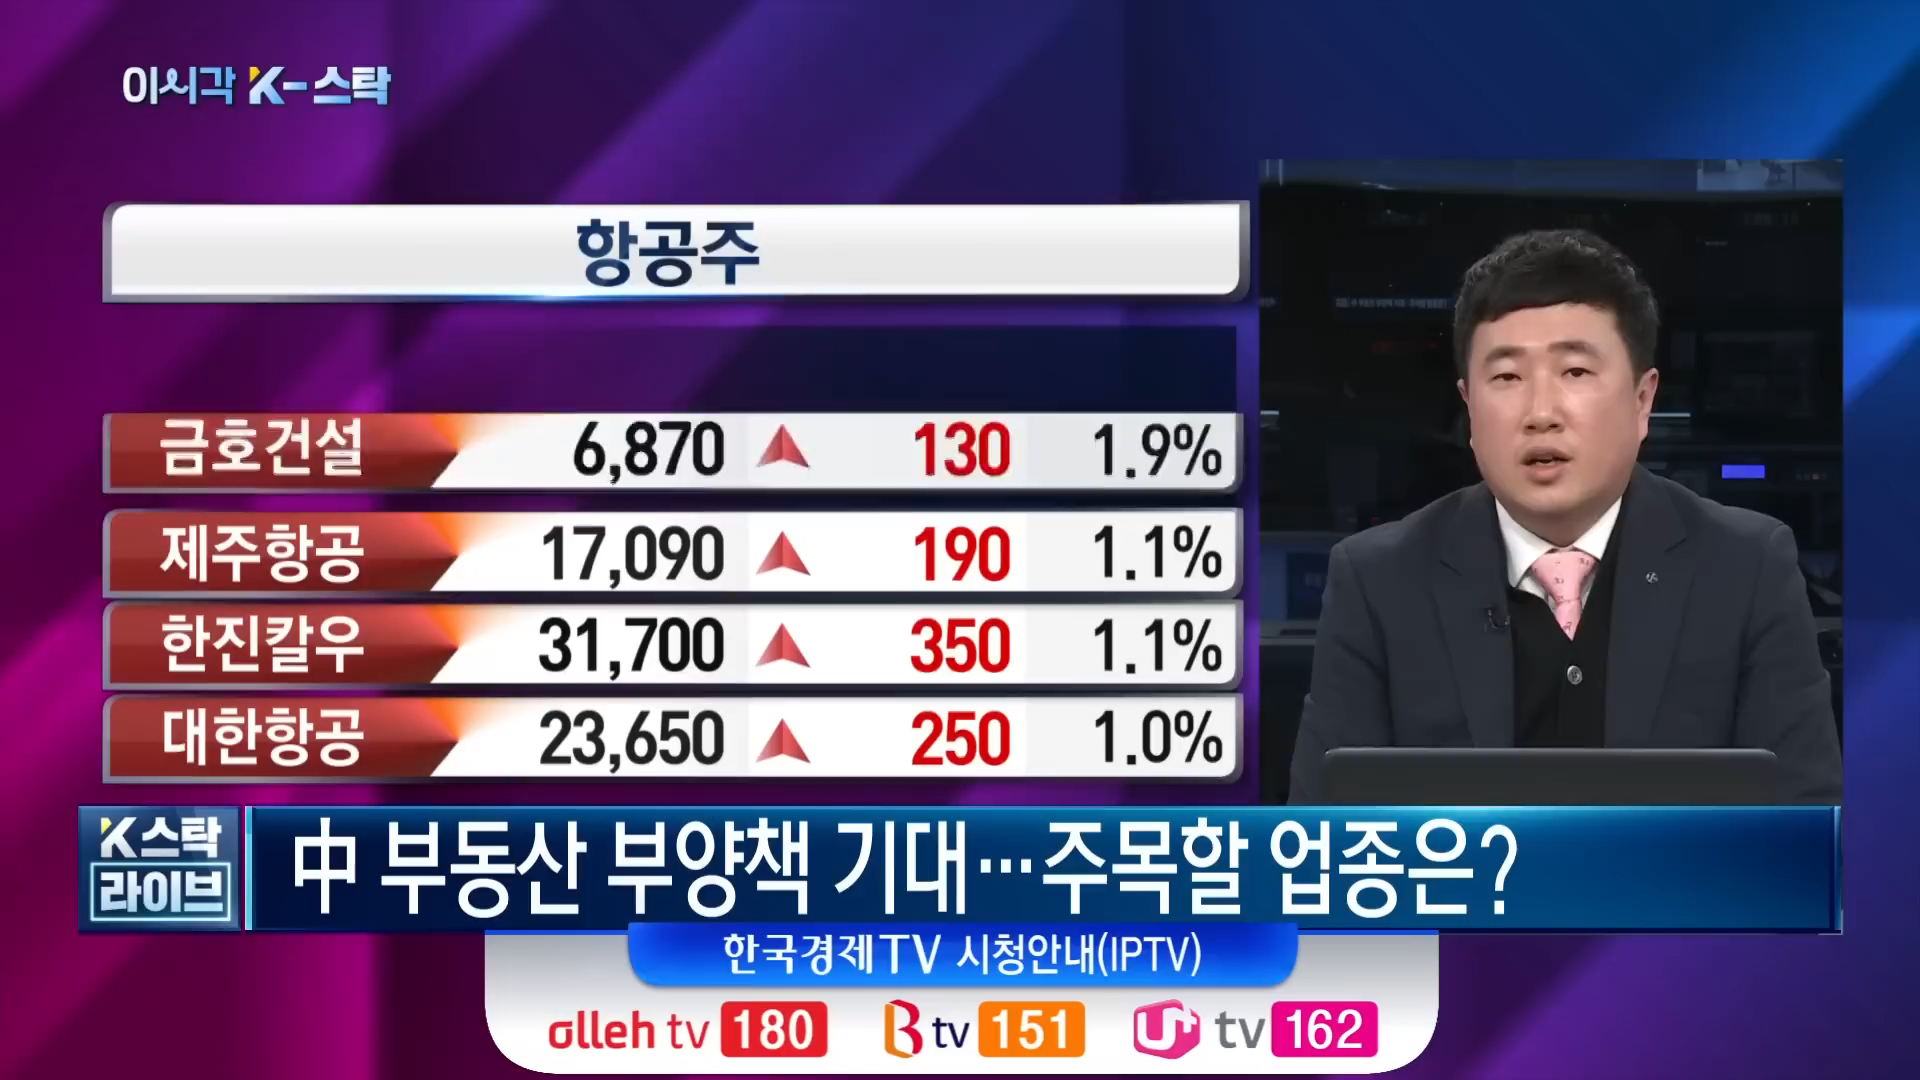 이시각 K-스탁
항공주
금호건설 6,870 ▲ 130 1.9%
제주항공 17,090 ▲ 190 1.1%
한진칼우 31,700 ▲ 350 1.1%
대한항공 23,650 ▲ 250 1.0%
K스탁
라이브
中 부동산 부양책 기대…주목할 업종은?
한국경제TV 시청안내(IPTV)
olleh tv 180 B tv 151 U+ tv 162